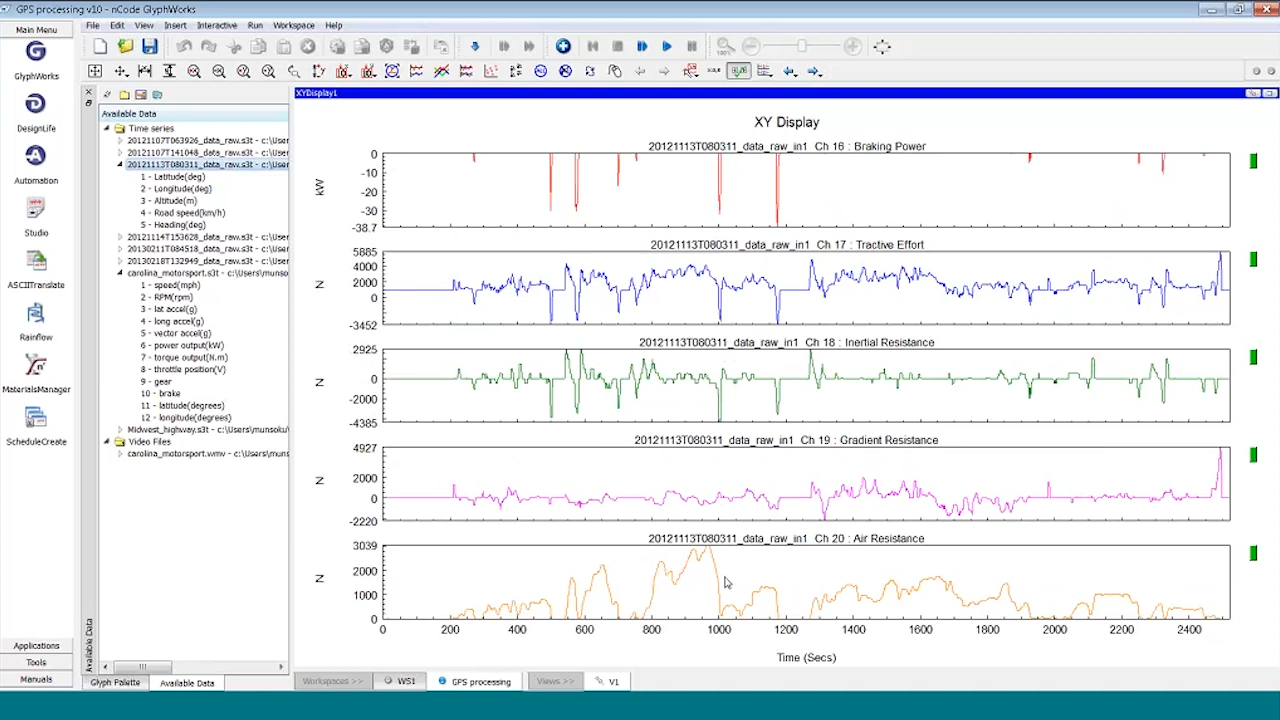 GPS processing v10 - nCode GlyphWorks
Main Menu
File Edit View Insert Interactive Run Workspace Help
GlyphWorks
DesignLife
Automation
Studio
ASCIITranslate
Rainflow
MaterialsManager
ScheduleCreate
Applications
Tools
Manuals
100%
Available Data
Time series
20121107T063926_data_raw.s3t - c:\User
20121107T141048_data_raw.s3t - c:\User
20121113T080311_data_raw.s3t - c:\User
1 - Latitude(deg)
2 - Longitude(deg)
3 - Altitude(m)
4 - Road speed(km/h)
5 - Heading(deg)
20121114T153628_data_raw.s3t - c:\User
20130211T084518_data_raw.s3t - c:\User
20130218T132949_data_raw.s3t - c:\User
carolina_motorsport.s3t - c:\users\munso
1 - speed(mph)
2 - RPM(rpm)
3 - lat accel(g)
4 - long accel(g)
5 - vector accel(g)
6 - power output(kW)
7 - torque output(N.m)
8 - throttle position(V)
9 - gear
10 - brake
11 - latitude(degrees)
12 - longitude(degrees)
Midwest_highway.s3t - c:\users\munsoku\
Video Files
carolina_motorsport.wmv - c:\Users\muns
Available Data
Glyph Palette Available Data
XYDisplay1
XY Display
20121113T080311_data_raw_in1 Ch 16 : Braking Power
kW
0
-10
-20
-30
-38.7
20121113T080311_data_raw_in1 Ch 17 : Tractive Effort
N
5685
4000
2000
0
-3452
20121113T080311_data_raw_in1 Ch 18 : Inertial Resistance
N
2925
0
-2000
-4385
20121113T080311_data_raw_in1 Ch 19 : Gradient Resistance
N
4927
2000
0
-2220
20121113T080311_data_raw_in1 Ch 20 : Air Resistance
N
3039
2000
1000
0
0 200 400 600 800 1000 1200 1400 1600 1800 2000 2200 2400
Time (Secs)
Workspaces >> WS1 GPS processing Views >> V1